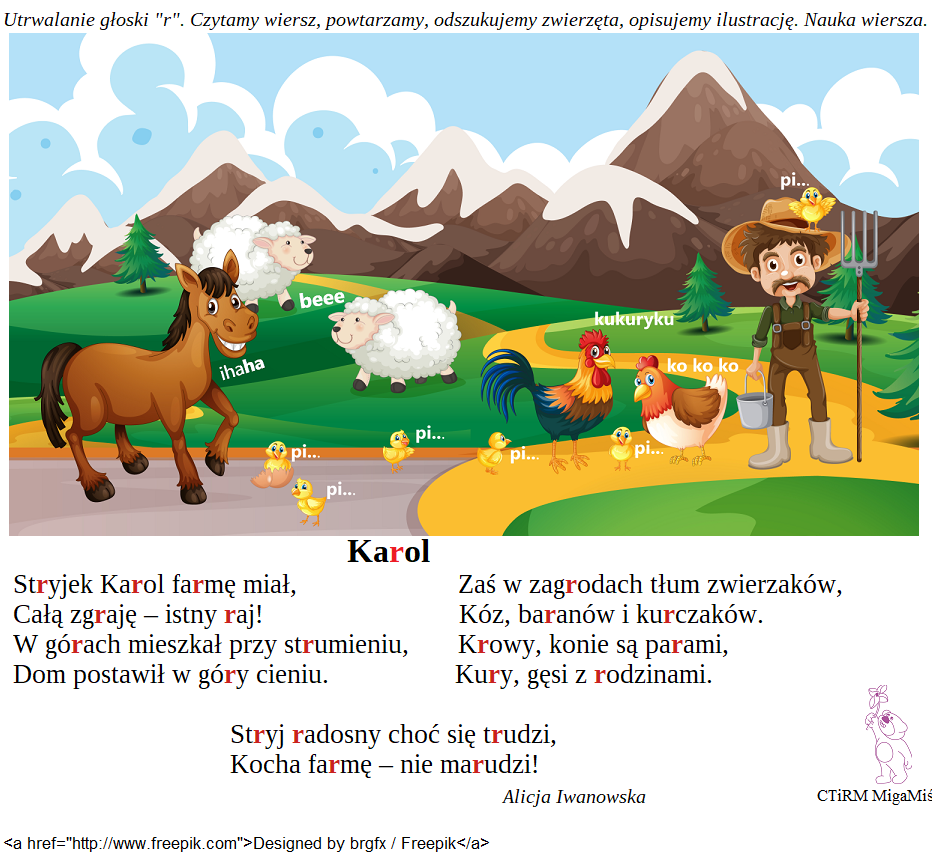 Utrwalanie głoski "r". Czytamy wiersz, powtarzamy, odszukujemy zwierzęta, opisujemy ilustrację. Nauka wiersza.
pi...
beee
kukuryku
ihaha
ko ko ko
pi...
pi...
pi...
pi...
pi...
Karol
Stryjek Karol farmę miał,
Całą zgraję – istny raj!
W górach mieszkał przy strumieniu,
Dom postawił w góry cieniu.
Zaś w zagrodach tłum zwierzaków,
Kóz, baranów i kurczaków.
Krowy, konie są parami,
Kury, gęsi z rodzinami.
Stryj radosny choć się trudzi,
Kocha farmę – nie marudzi!
Alicja Iwanowska
CTiRM MigaMiś
<a href="http://www.freepik.com">Designed by brgfx / Freepik</a>